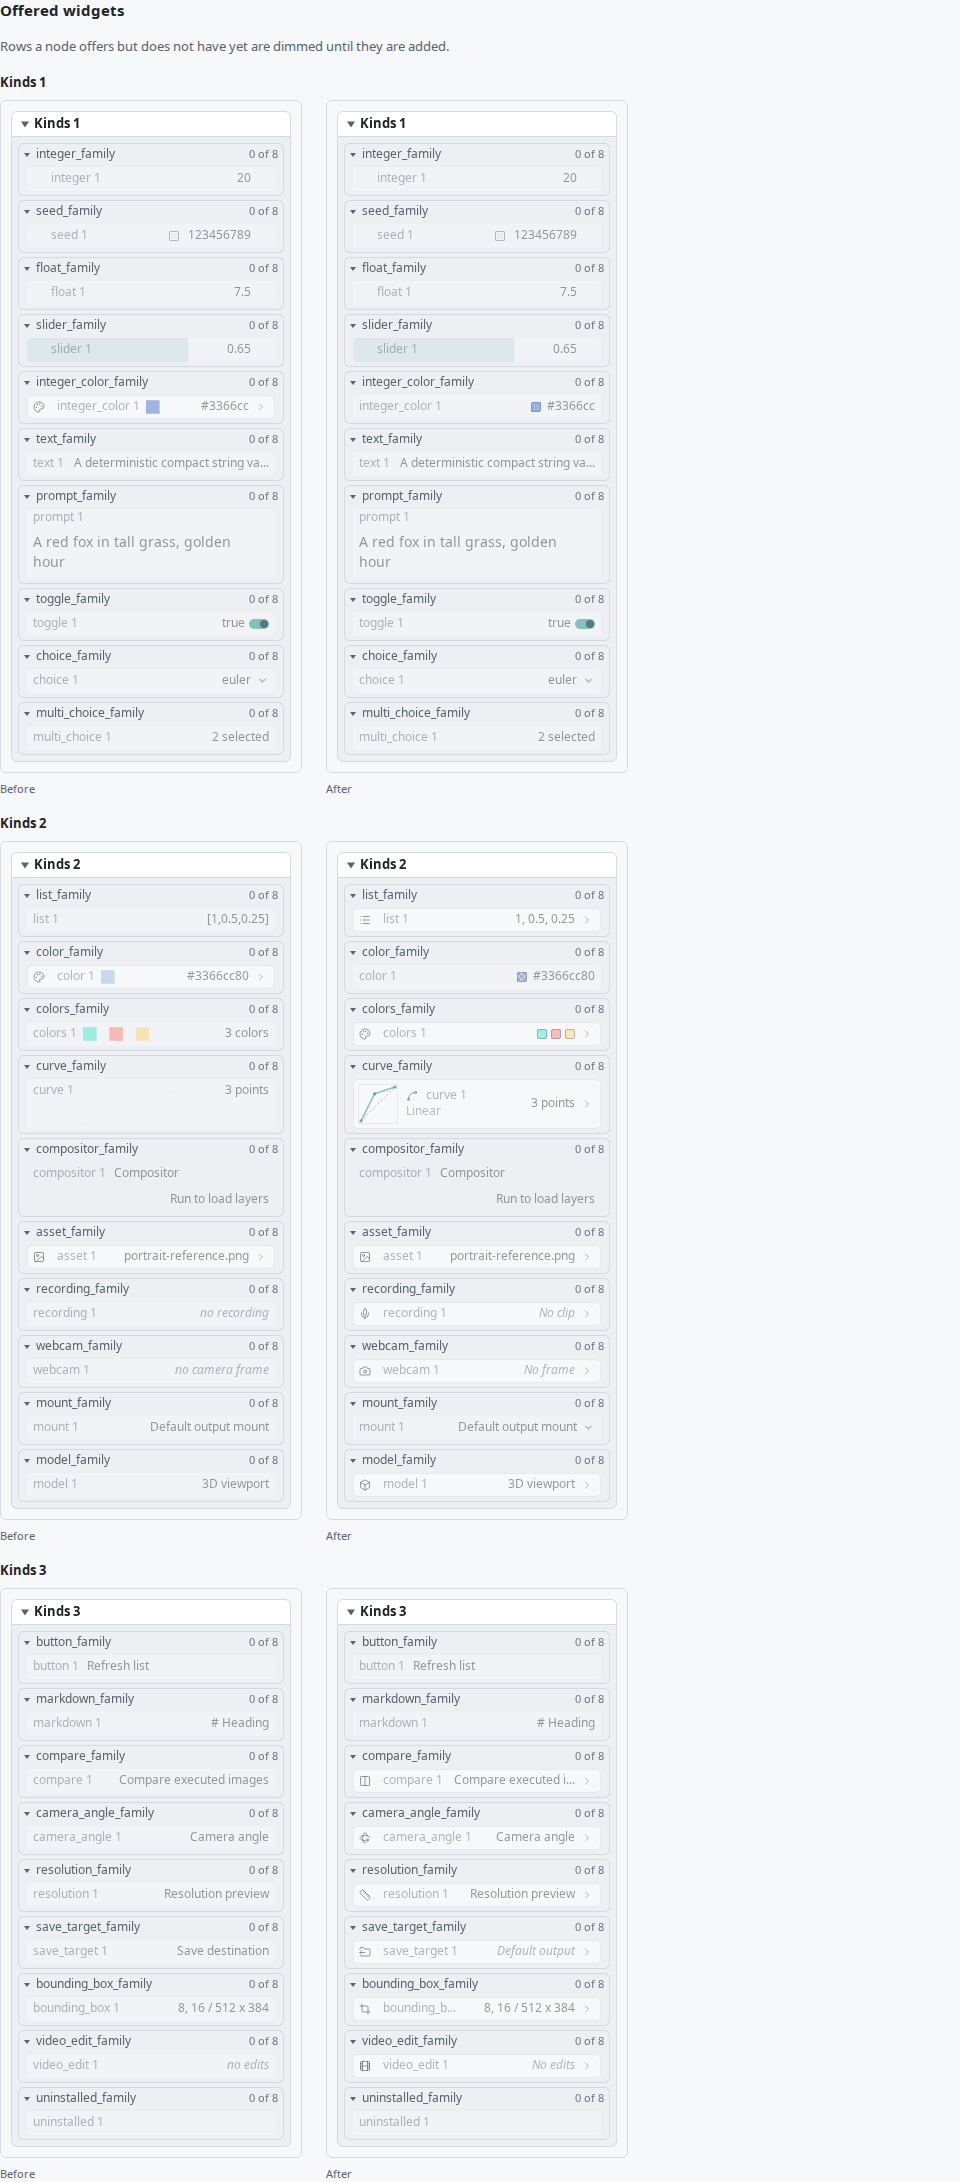 Offered widgets
Rows a node offers but does not have yet are dimmed until they are added.
Kinds 1
Kinds 1
integer_family 0 of 8
integer 1 20
seed_family 0 of 8
seed 1 123456789
float_family 0 of 8
float 1 7.5
slider_family 0 of 8
slider 1 0.65
integer_color_family 0 of 8
integer_color 1 #3366cc
text_family 0 of 8
text 1 A deterministic compact string va...
prompt_family 0 of 8
prompt 1
A red fox in tall grass, golden
hour
toggle_family 0 of 8
toggle 1 true
choice_family 0 of 8
choice 1 euler
multi_choice_family 0 of 8
multi_choice 1 2 selected
Before
Kinds 1
integer_family 0 of 8
integer 1 20
seed_family 0 of 8
seed 1 123456789
float_family 0 of 8
float 1 7.5
slider_family 0 of 8
slider 1 0.65
integer_color_family 0 of 8
integer_color 1 #3366cc
text_family 0 of 8
text 1 A deterministic compact string va...
prompt_family 0 of 8
prompt 1
A red fox in tall grass, golden
hour
toggle_family 0 of 8
toggle 1 true
choice_family 0 of 8
choice 1 euler
multi_choice_family 0 of 8
multi_choice 1 2 selected
After
Kinds 2
Kinds 2
list_family 0 of 8
list 1 [1,0.5,0.25]
color_family 0 of 8
color 1 #3366cc80
colors_family 0 of 8
colors 1 3 colors
curve_family 0 of 8
curve 1 3 points
compositor_family 0 of 8
compositor 1 Compositor
Run to load layers
asset_family 0 of 8
asset 1 portrait-reference.png
recording_family 0 of 8
recording 1 no recording
webcam_family 0 of 8
webcam 1 no camera frame
mount_family 0 of 8
mount 1 Default output mount
model_family 0 of 8
model 1 3D viewport
Before
Kinds 2
list_family 0 of 8
list 1 1, 0.5, 0.25
color_family 0 of 8
color 1 #3366cc80
colors_family 0 of 8
colors 1
curve_family 0 of 8
curve 1 3 points
Linear
compositor_family 0 of 8
compositor 1 Compositor
Run to load layers
asset_family 0 of 8
asset 1 portrait-reference.png
recording_family 0 of 8
recording 1 No clip
webcam_family 0 of 8
webcam 1 No frame
mount_family 0 of 8
mount 1 Default output mount
model_family 0 of 8
model 1 3D viewport
After
Kinds 3
Kinds 3
button_family 0 of 8
button 1 Refresh list
markdown_family 0 of 8
markdown 1 # Heading
compare_family 0 of 8
compare 1 Compare executed images
camera_angle_family 0 of 8
camera_angle 1 Camera angle
resolution_family 0 of 8
resolution 1 Resolution preview
save_target_family 0 of 8
save_target 1 Save destination
bounding_box_family 0 of 8
bounding_box 1 8, 16 / 512 x 384
video_edit_family 0 of 8
video_edit 1 no edits
uninstalled_family 0 of 8
uninstalled 1
Before
Kinds 3
button_family 0 of 8
button 1 Refresh list
markdown_family 0 of 8
markdown 1 # Heading
compare_family 0 of 8
compare 1 Compare executed i...
camera_angle_family 0 of 8
camera_angle 1 Camera angle
resolution_family 0 of 8
resolution 1 Resolution preview
save_target_family 0 of 8
save_target 1 Default output
bounding_box_family 0 of 8
bounding_b... 8, 16 / 512 x 384
video_edit_family 0 of 8
video_edit 1 No edits
uninstalled_family 0 of 8
uninstalled 1
After